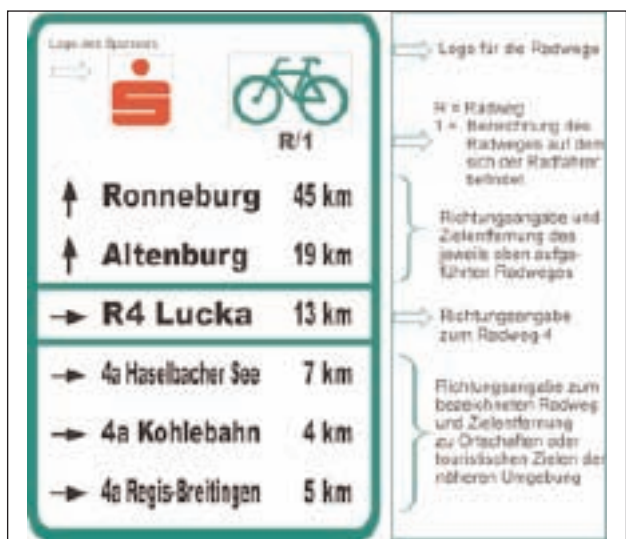 Logo des Sponsors
R/1
Ronneburg 45 km
Altenburg 19 km
R4 Lucka 13 km
4a Haselbacher See 7 km
4a Kohlebahn 4 km
4a Regis-Breitingen 5 km
Logo für die Radwege
R = Radweg
1 = Bezeichnung des
Radweges auf dem
sich der Radfahrer
befindet
Richtungsangabe und
Zielentfernung des
jeweils oben aufge-
führten Radweges
Richtungsangabe
zum Radweg 4
Richtungsangabe zum
bezeichneten Radweg
und Zielentfernung
zu Ortschaften oder
touristischen Zielen der
näheren Umgebung